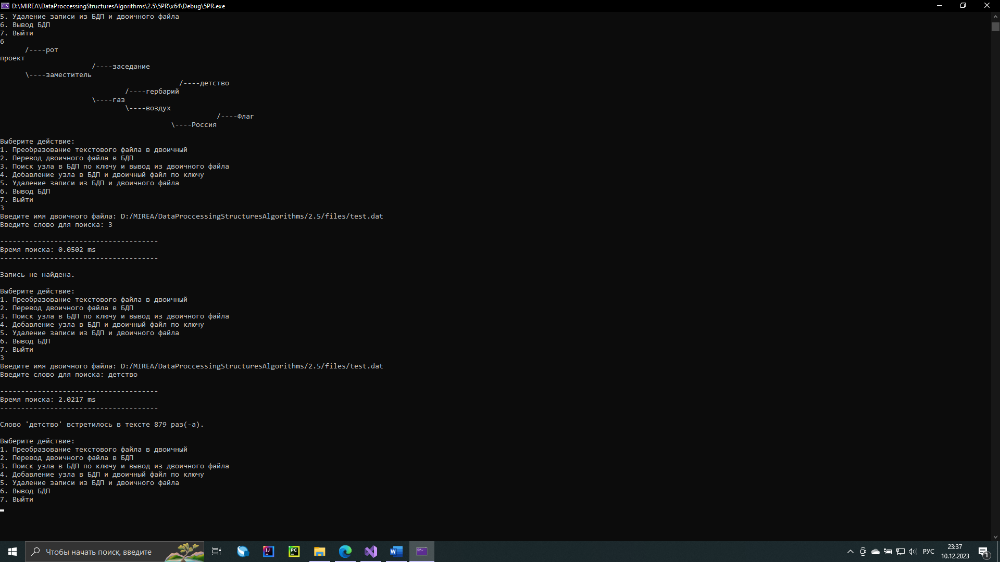 D:\MIREA\DataProccessingStructuresAlgorithms\2.5\5PR\x64\Debug\5PR.exe
5. Удаление записи из БДП и двоичного файла
6. Вывод БДП
7. Выйти
6
/----рот
проект
/----заседание
\----заместитель
/----детство
/----гербарий
\----газ
\----воздух
/----Флаг
\----Россия
Выберите действие:
1. Преобразование текстового файла в двоичный
2. Перевод двоичного файла в БДП
3. Поиск узла в БДП по ключу и вывод из двоичного файла
4. Добавление узла в БДП и двоичный файл по ключу
5. Удаление записи из БДП и двоичного файла
6. Вывод БДП
7. Выйти
3
Введите имя двоичного файла: D:/MIREA/DataProccessingStructuresAlgorithms/2.5/files/test.dat
Введите слово для поиска: 3
--------------------------------------
Время поиска: 0.0502 ms
--------------------------------------
Запись не найдена.
Выберите действие:
1. Преобразование текстового файла в двоичный
2. Перевод двоичного файла в БДП
3. Поиск узла в БДП по ключу и вывод из двоичного файла
4. Добавление узла в БДП и двоичный файл по ключу
5. Удаление записи из БДП и двоичного файла
6. Вывод БДП
7. Выйти
3
Введите имя двоичного файла: D:/MIREA/DataProccessingStructuresAlgorithms/2.5/files/test.dat
Введите слово для поиска: детство
--------------------------------------
Время поиска: 2.0217 ms
--------------------------------------
Слово 'детство' встретилось в тексте 879 раз(-а).
Выберите действие:
1. Преобразование текстового файла в двоичный
2. Перевод двоичного файла в БДП
3. Поиск узла в БДП по ключу и вывод из двоичного файла
4. Добавление узла в БДП и двоичный файл по ключу
5. Удаление записи из БДП и двоичного файла
6. Вывод БДП
7. Выйти
Чтобы начать поиск, введите
РУС
23:37
10.12.2023
1